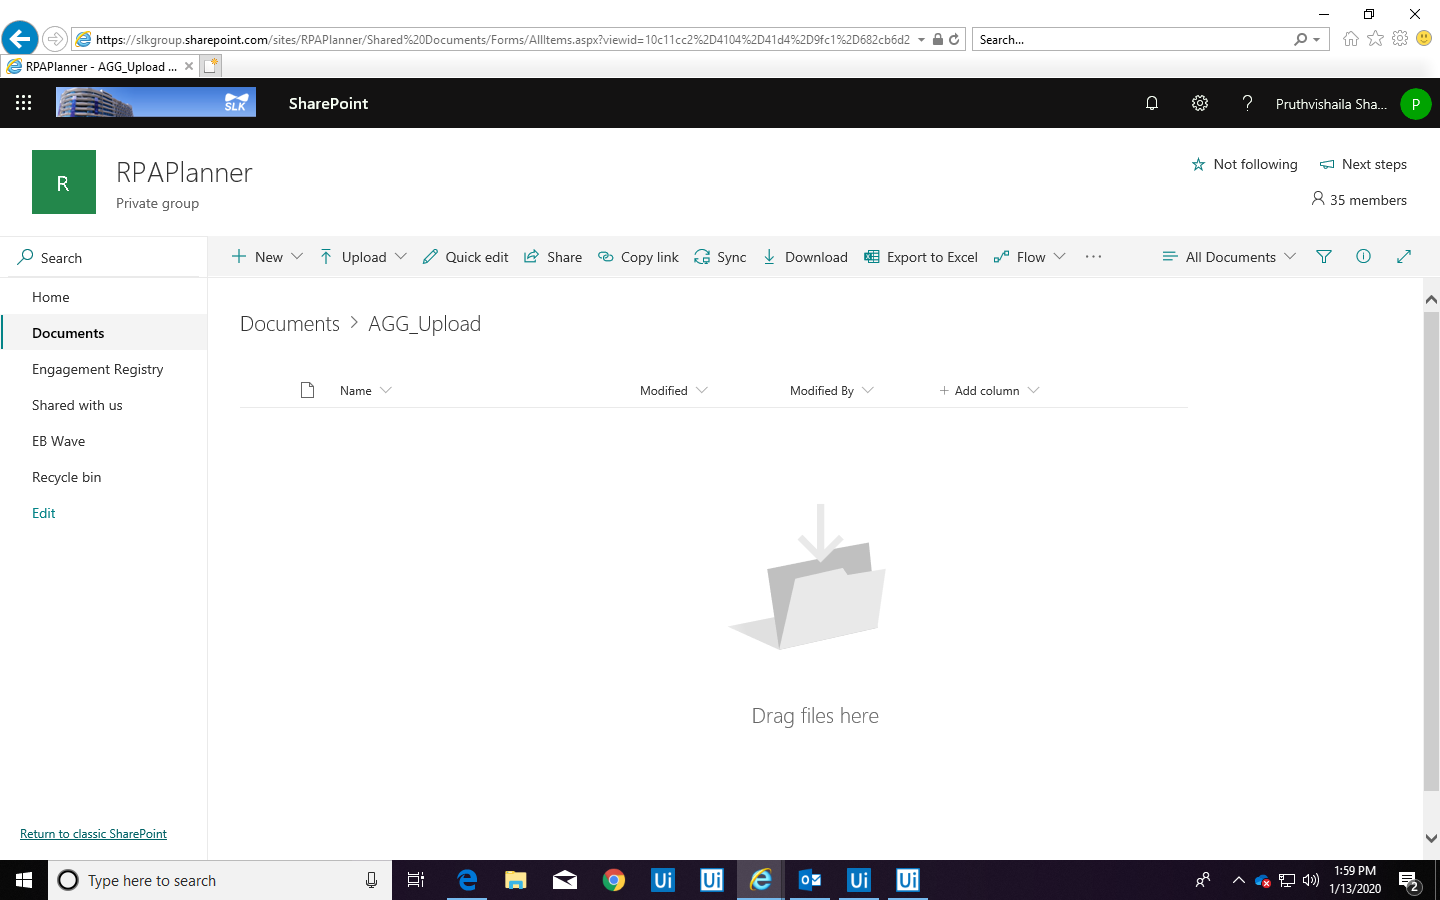 https://slkgroup.sharepoint.com/sites/RPAPlanner/Shared%20Documents/Forms/AllItems.aspx?viewid=10c11cc2%2D4104%2D41d4%2D9fc1%2D682cb6d2
Search...
RPAPlanner - AGG_Upload ...
SLK
SharePoint
?
Pruthvishaila Sha...
P
R
RPAPlanner
Private group
Not following
Next steps
35 members
Search
New
Upload
Quick edit
Share
Copy link
Sync
Download
Export to Excel
Flow
...
All Documents
Home
Documents
Engagement Registry
Shared with us
EB Wave
Recycle bin
Edit
Documents > AGG_Upload
Name
Modified
Modified By
+ Add column
Drag files here
Return to classic SharePoint
Type here to search
Ui
Ui
Ui
Ui
1:59 PM
1/13/2020
2